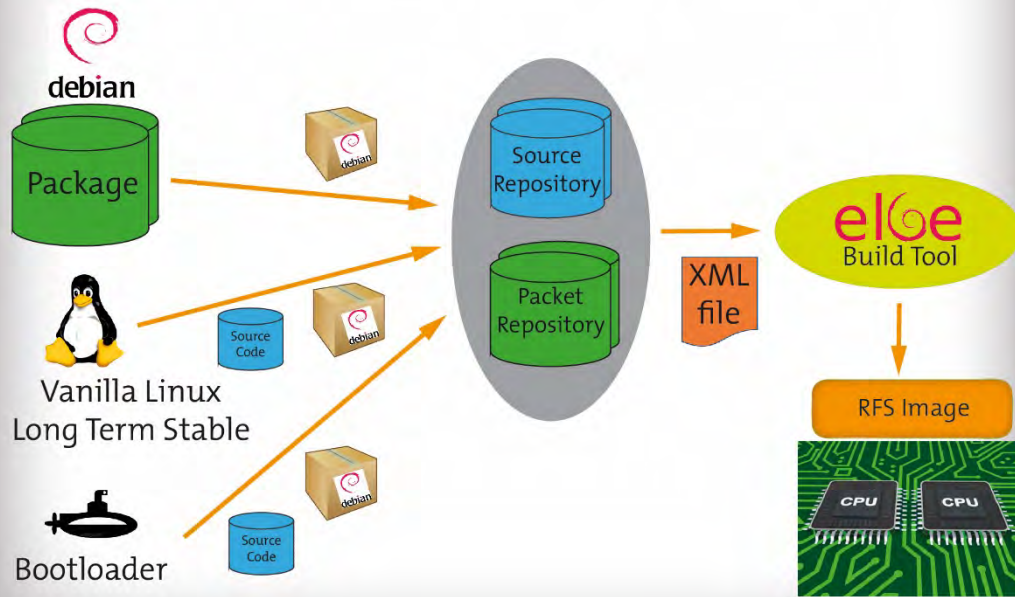 debian
Package
debian
Source
Repository
Packet
Repository
elbe
Build Tool
XML
file
Vanilla Linux
Long Term Stable
Source
Code
debian
RFS Image
CPU
CPU
Bootloader
Source
Code
debian